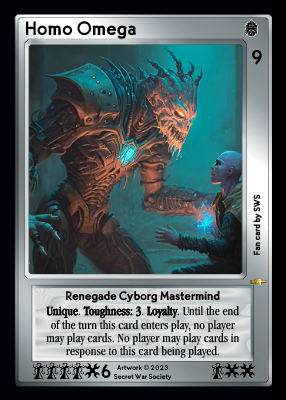 Homo Omega
9
Fan card by SWS
Renegade Cyborg Mastermind
Unique. Toughness: 3. Loyalty. Until the end
of the turn this card enters play, no player
may play cards. No player may play cards in
response to this card being played.
6
Artwork © 2023
Secret War Society